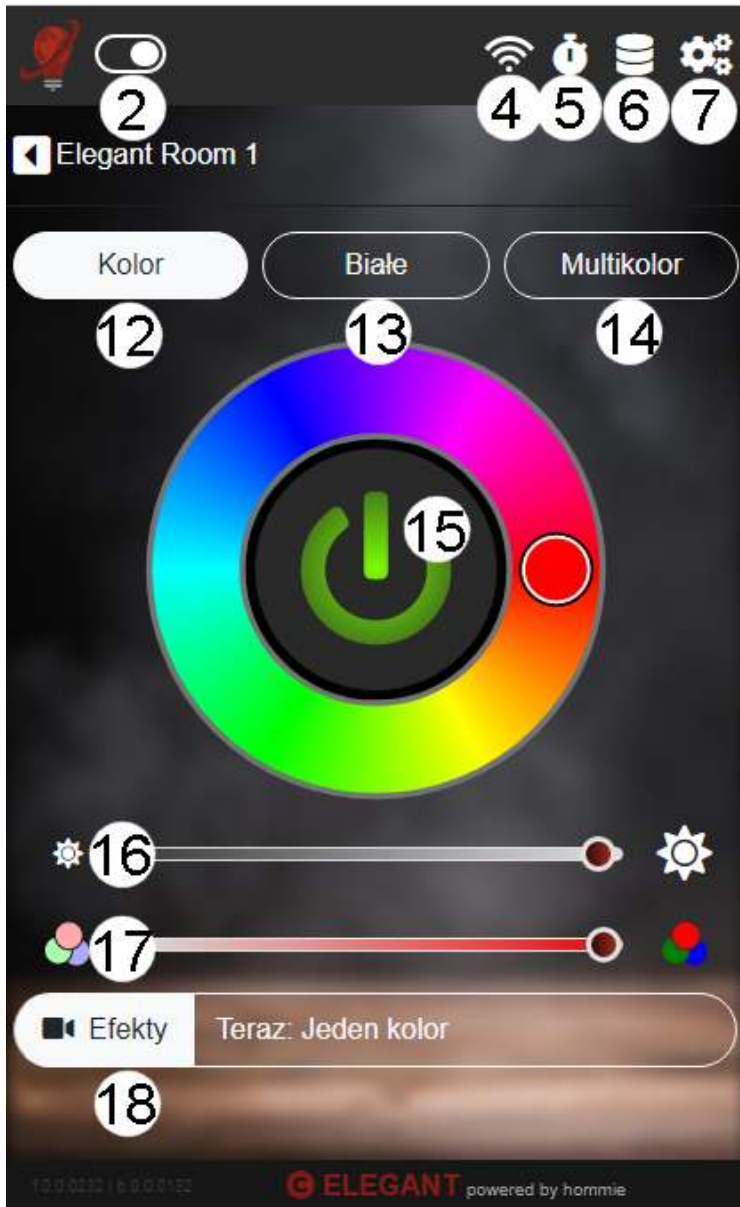 2 4 5 6 7
Elegant Room 1
Kolor Białe Multikolor
12 13 14
15
16
17
Efekty Teraz: Jeden kolor
18
ELEGANT powered by hommie